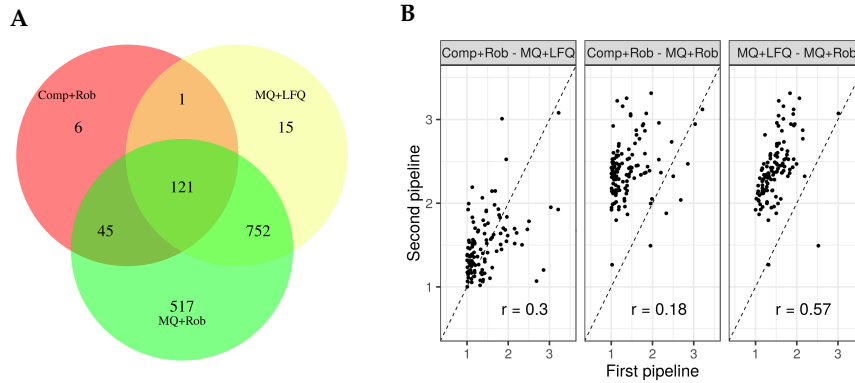 A
Comp+Rob
MQ+LFQ
1
6
15
121
45
752
517
MQ+Rob
B
Comp+Rob - MQ+LFQ
Comp+Rob - MQ+Rob
MQ+LFQ - MQ+Rob
Second pipeline
3
2
1
r = 0.3
r = 0.18
r = 0.57
1 2 3
1 2 3
1 2 3
First pipeline